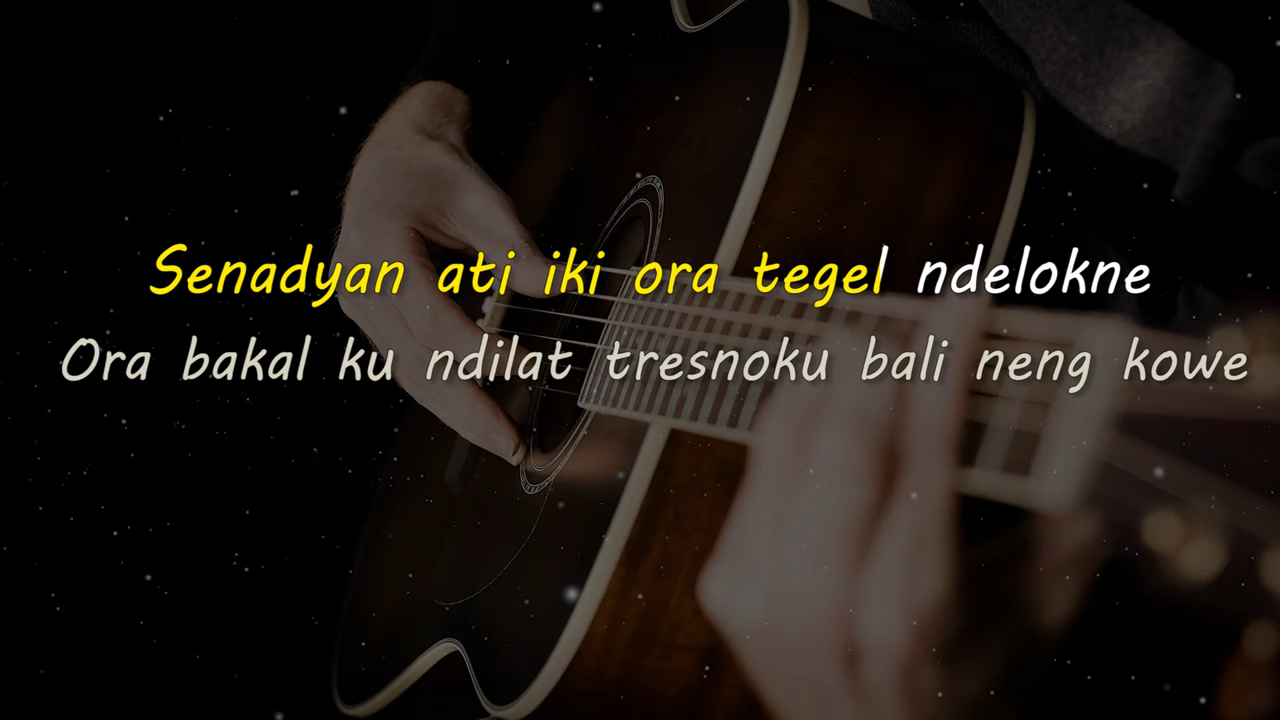 Senadyan ati iki ora tegel ndelokne
Ora bakal ku ndilat tresnoku bali neng kowe